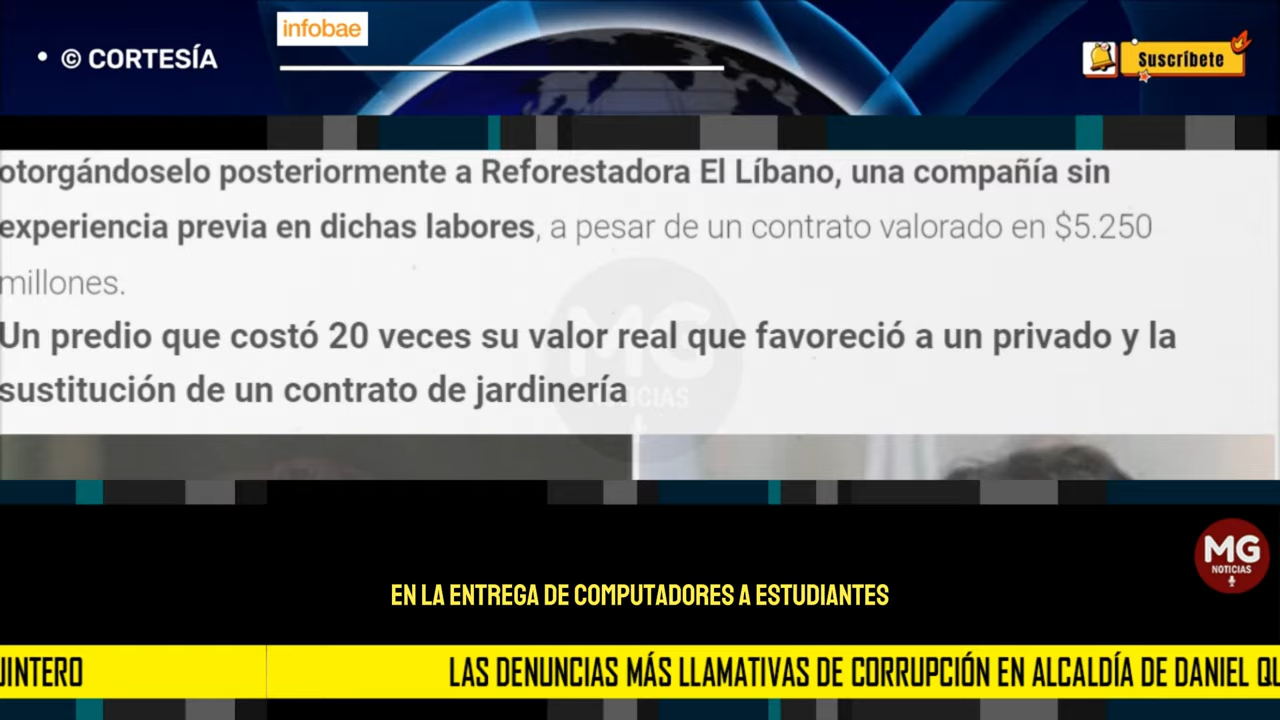 infobae
• © CORTESÍA
Suscríbete
otorgándoselo posteriormente a Reforestadora El Líbano, una compañía sin
experiencia previa en dichas labores, a pesar de un contrato valorado en $5.250
millones.
Un predio que costó 20 veces su valor real que favoreció a un privado y la
sustitución de un contrato de jardinería
MG
NOTICIAS
MG
NOTICIAS
EN LA ENTREGA DE COMPUTADORES A ESTUDIANTES
UINTERO LAS DENUNCIAS MÁS LLAMATIVAS DE CORRUPCIÓN EN ALCALDÍA DE DANIEL QU